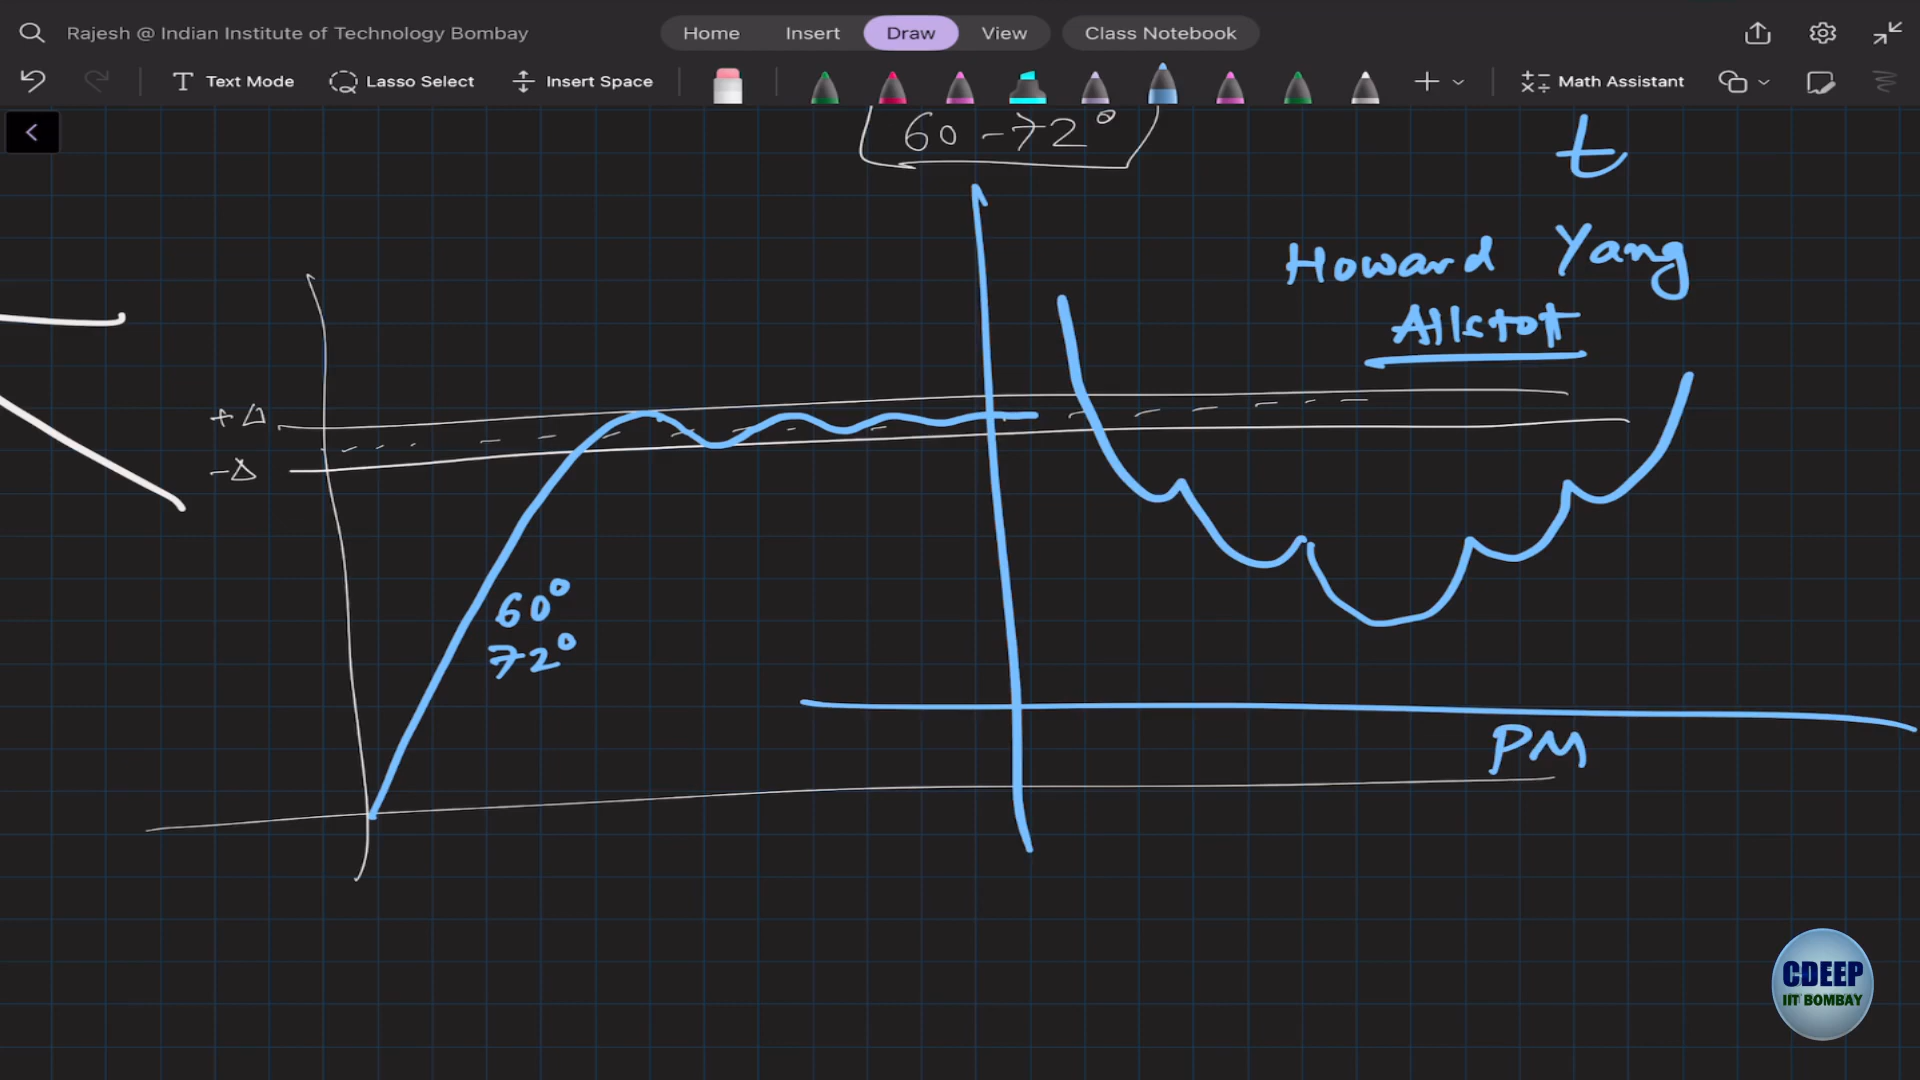 Rajesh @ Indian Institute of Technology Bombay
Home Insert Draw View Class Notebook
Text Mode Lasso Select Insert Space Math Assistant
60-72°
t
Howard Yang
Allstot
+Δ
-Δ
60°
72°
PM
CDEEP
IIT BOMBAY